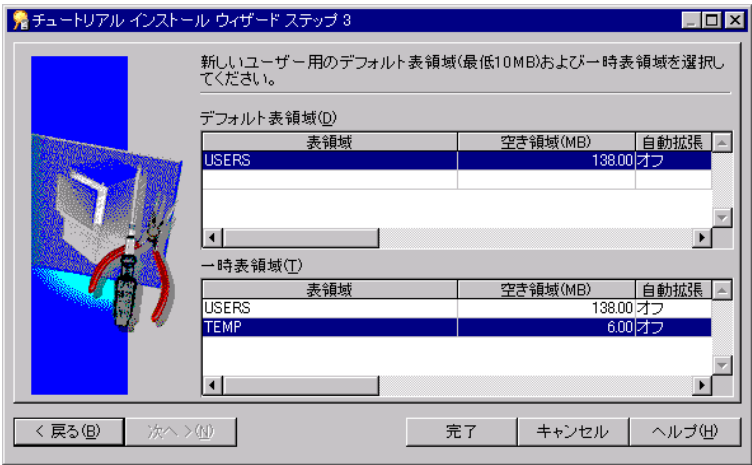 チュートリアル インストール ウィザード ステップ 3
新しいユーザー用のデフォルト表領域(最低10MB)および一時表領域を選択し
てください。
デフォルト表領域(D)
表領域 空き領域(MB) 自動拡張
USERS 138.00 オフ
一時表領域(T)
表領域 空き領域(MB) 自動拡張
USERS 138.00 オフ
TEMP 6.00 オフ
< 戻る(B) 次へ >(N) 完了 キャンセル ヘルプ(H)